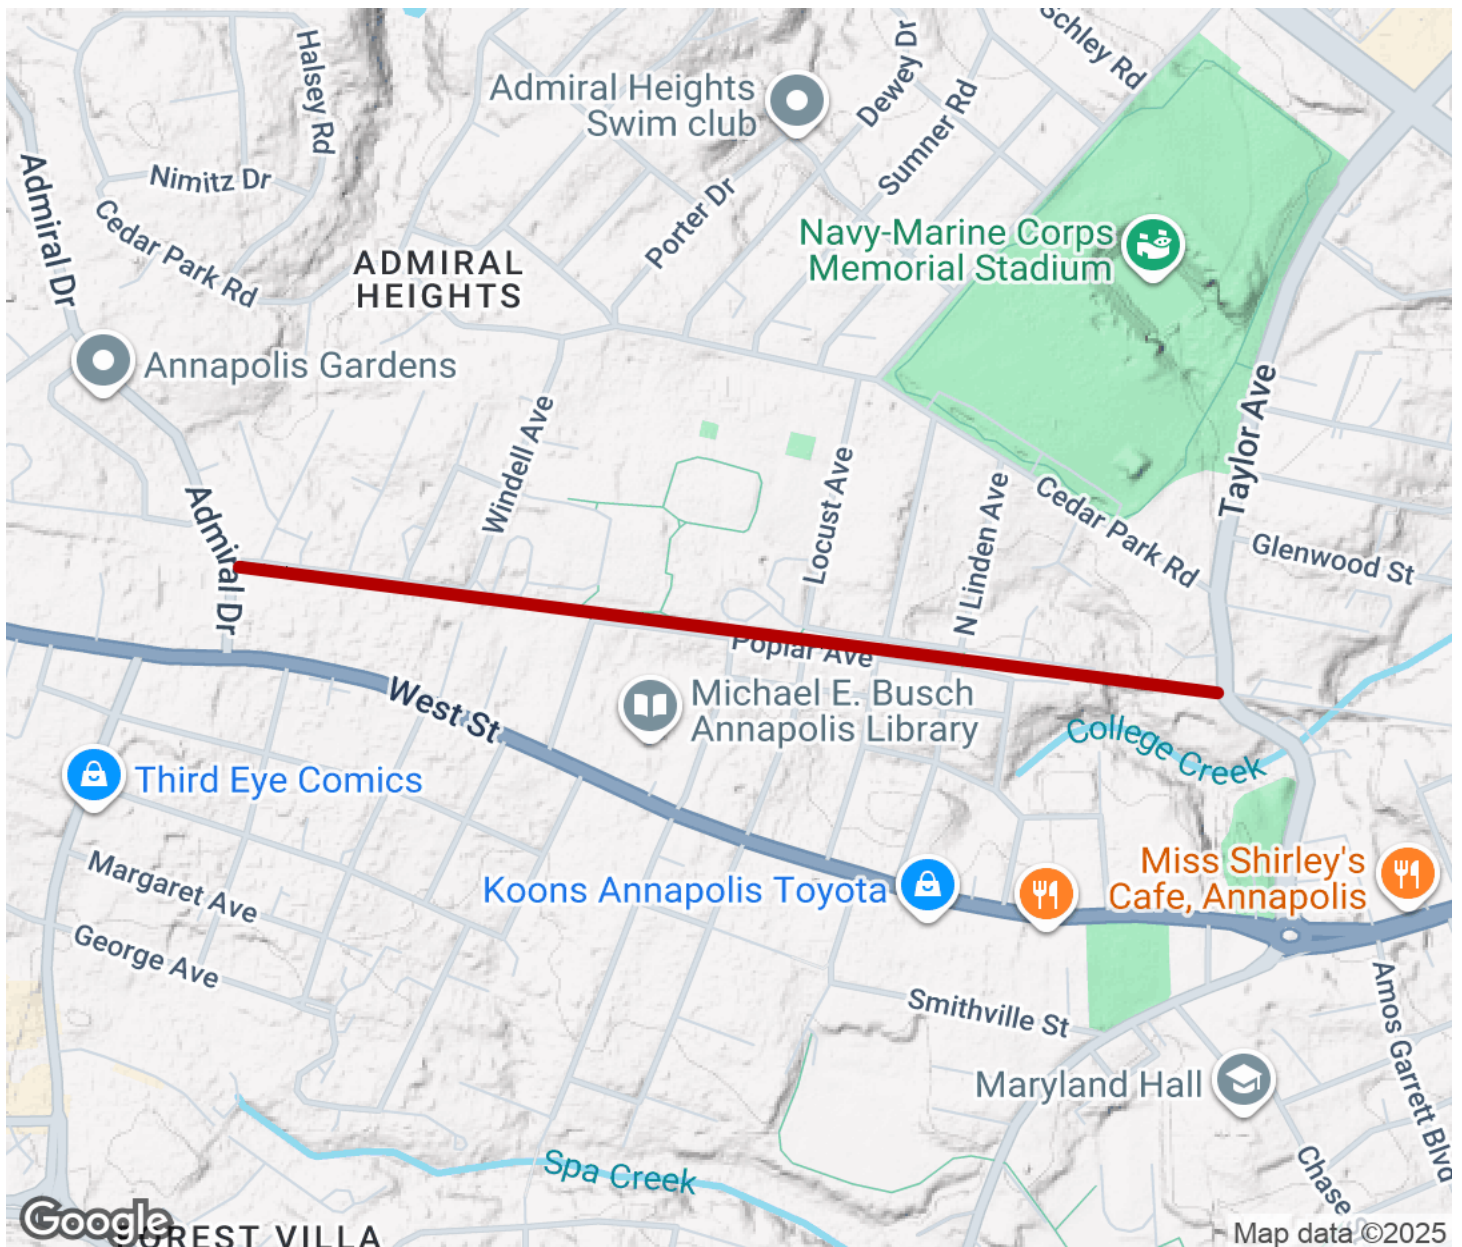 Halsey Rd
Schley Rd
Dewey Dr
Admiral Heights
Swim club
Sumner Rd
Admiral Dr
Nimitz Dr
Porter Dr
Cedar Park Rd
Navy-Marine Corps
Memorial Stadium
ADMIRAL
HEIGHTS
Annapolis Gardens
Taylor Ave
Windell Ave
Locust Ave
N Linden Ave
Cedar Park Rd
Glenwood St
Admiral Dr
Poplar Ave
West St
Michael E. Busch
Annapolis Library
College Creek
Third Eye Comics
Koons Annapolis Toyota
Miss Shirley's
Cafe, Annapolis
Margaret Ave
George Ave
Smithville St
Amos Garrett Blvd
Maryland Hall
Chase
Spa Creek
Google
FOREST VILLA
Map data ©2025